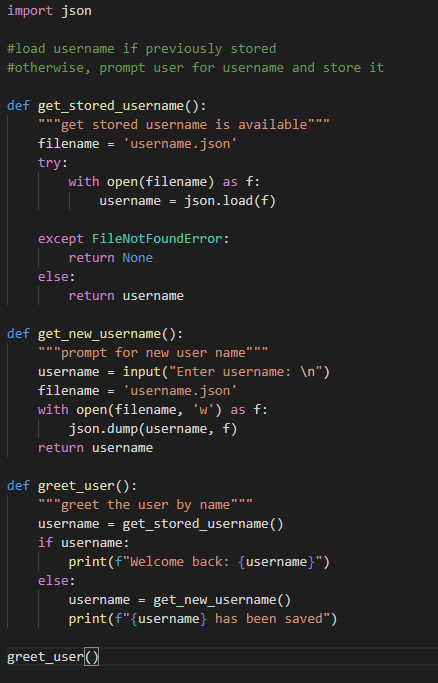 import json
#load username if previously stored
#otherwise, prompt user for username and store it
def get_stored_username():
    """get stored username is available"""
    filename = 'username.json'
    try:
        with open(filename) as f:
            username = json.load(f)
    except FileNotFoundError:
        return None
    else:
        return username
def get_new_username():
    """prompt for new user name"""
    username = input("Enter username: \n")
    filename = 'username.json'
    with open(filename, 'w') as f:
        json.dump(username, f)
    return username
def greet_user():
    """greet the user by name"""
    username = get_stored_username()
    if username:
        print(f"Welcome back: {username}")
    else:
        username = get_new_username()
        print(f"{username} has been saved")
greet_user()